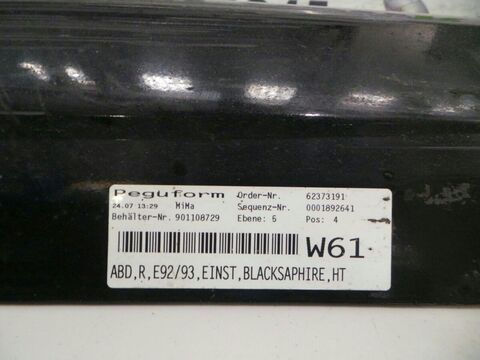 Peguform Order-Nr. 62373191
24.07 13:29 MiMa Sequenz-Nr. 0001892641
Behälter-Nr. 901108729 Ebene: 5 Pos: 4
W61
ABD,R,E92/93,EINST,BLACKSAPHIRE,HT